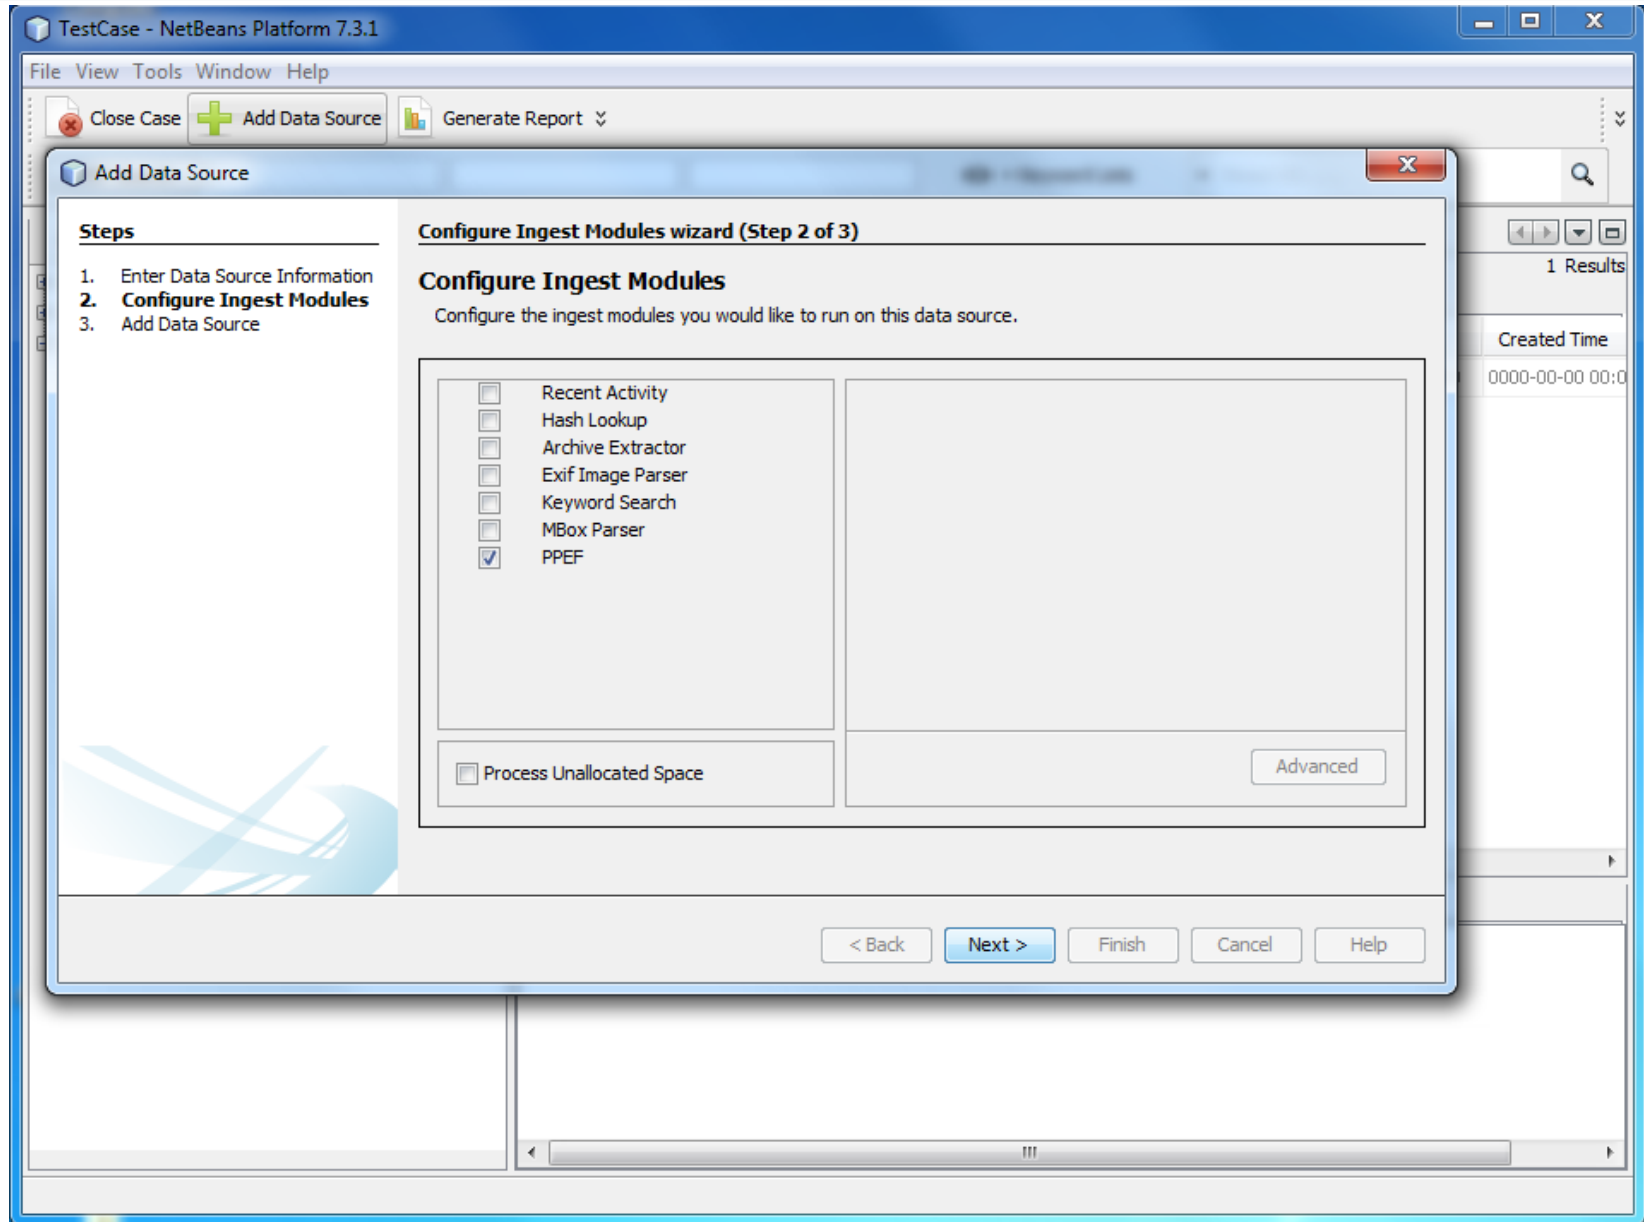 TestCase - NetBeans Platform 7.3.1
File View Tools Window Help
Close Case Add Data Source Generate Report
Add Data Source
Steps
1. Enter Data Source Information
2. Configure Ingest Modules
3. Add Data Source
Configure Ingest Modules wizard (Step 2 of 3)
Configure Ingest Modules
Configure the ingest modules you would like to run on this data source.
Recent Activity
Hash Lookup
Archive Extractor
Exif Image Parser
Keyword Search
MBox Parser
PPEF
Process Unallocated Space
Advanced
< Back Next > Finish Cancel Help
1 Results
Created Time
0000-00-00 00:0